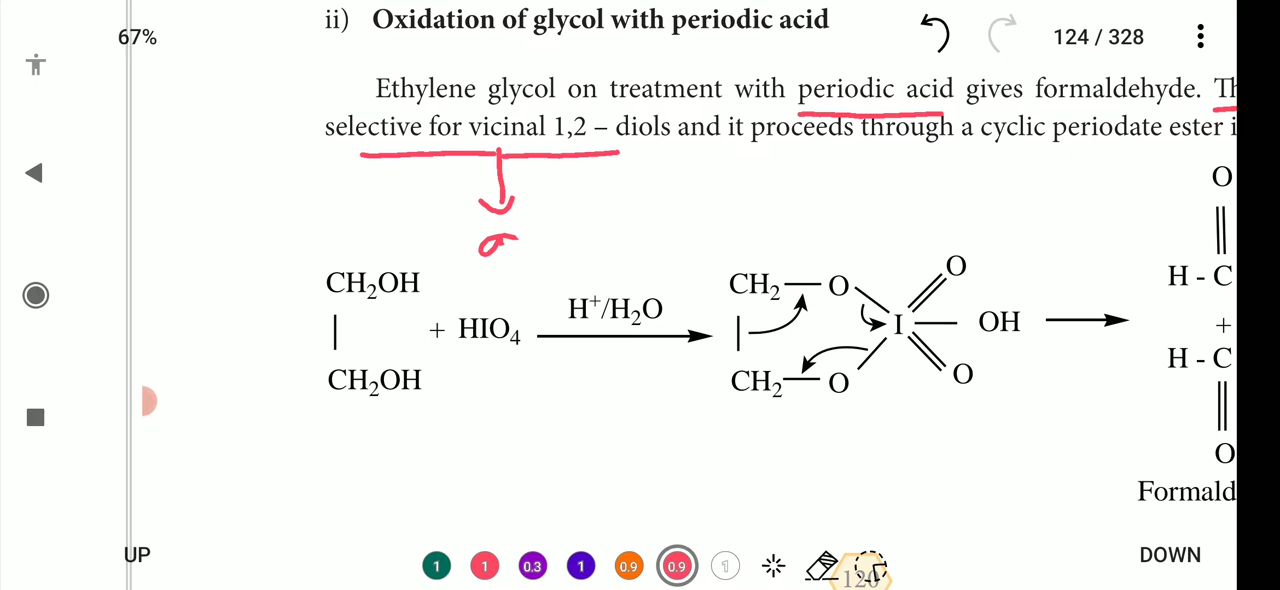 67%
ii) Oxidation of glycol with periodic acid
124 / 328
Ethylene glycol on treatment with periodic acid gives formaldehyde.
selective for vicinal 1,2 – diols and it proceeds through a cyclic periodate ester
O
CH₂OH
CH₂OH
+ HIO₄
H⁺/H₂O
CH₂ O
CH₂ O
O
I OH
O
H - C
+
H - C
O
Formald
UP
1 1 0.3 1 0.9 0.9 1
120
DOWN